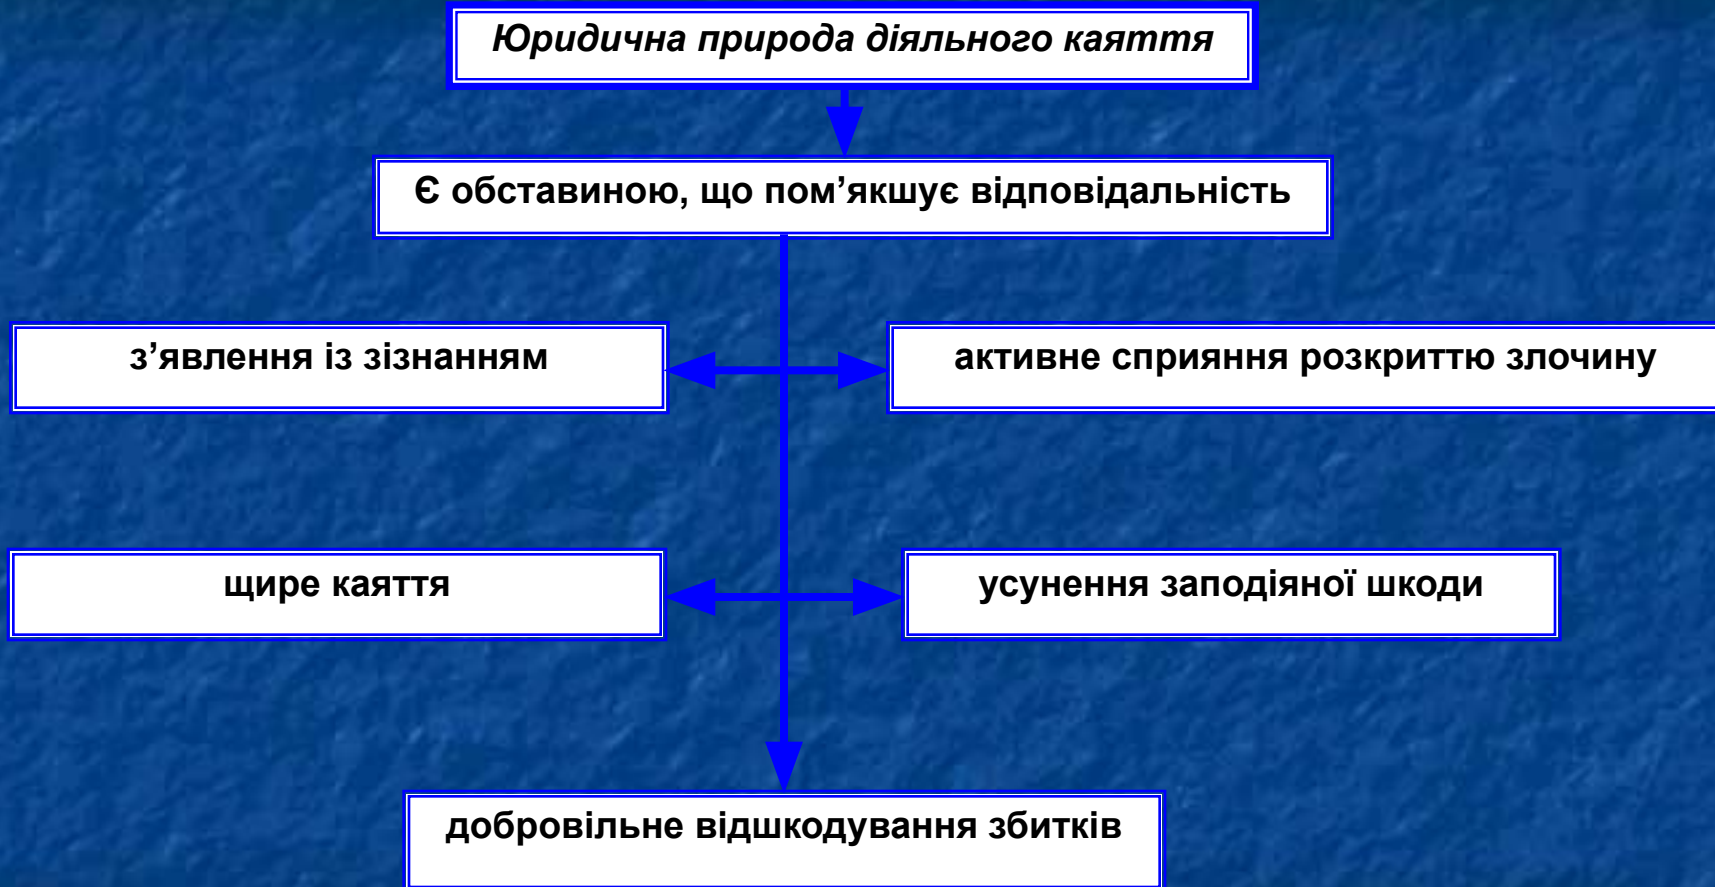 Юридична природа діяльного каяття
Є обставиною, що пом’якшує відповідальність
з’явлення із зізнанням
активне сприяння розкриттю злочину
щире каяття
усунення заподіяної шкоди
добровільне відшкодування збитків